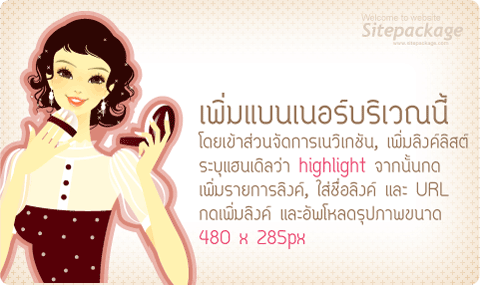 Welcome to website
Sitepackage
www.sitepackage.com
เพิ่มแบนเนอร์บริเวณนี้
โดยเข้าส่วนจัดการเนวิเกชัน, เพิ่มลิงค์ลิสต์
ระบุแฮนเดิลว่า highlight จากนั้นกด
เพิ่มรายการลิงค์, ใส่ชื่อลิงค์ และ URL
กดเพิ่มลิงค์ และอัพโหลดรุปภาพขนาด
480 x 285px